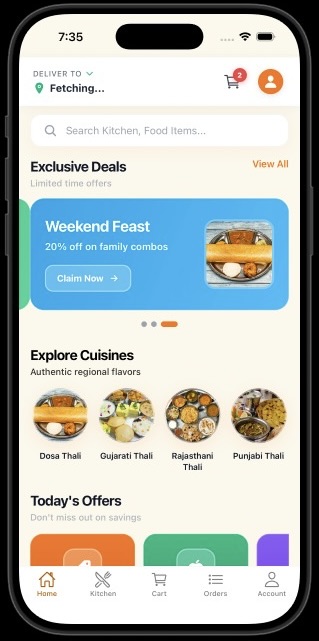 7:35
DELIVER TO
Fetching...
2
Search Kitchen, Food Items...
Exclusive Deals
View All
Limited time offers
Weekend Feast
20% off on family combos
Claim Now →
Explore Cuisines
Authentic regional flavors
Dosa Thali
Gujarati Thali
Rajasthani
Thali
Punjabi Thali
Today's Offers
Don't miss out on savings
Home
Kitchen
Cart
Orders
Account